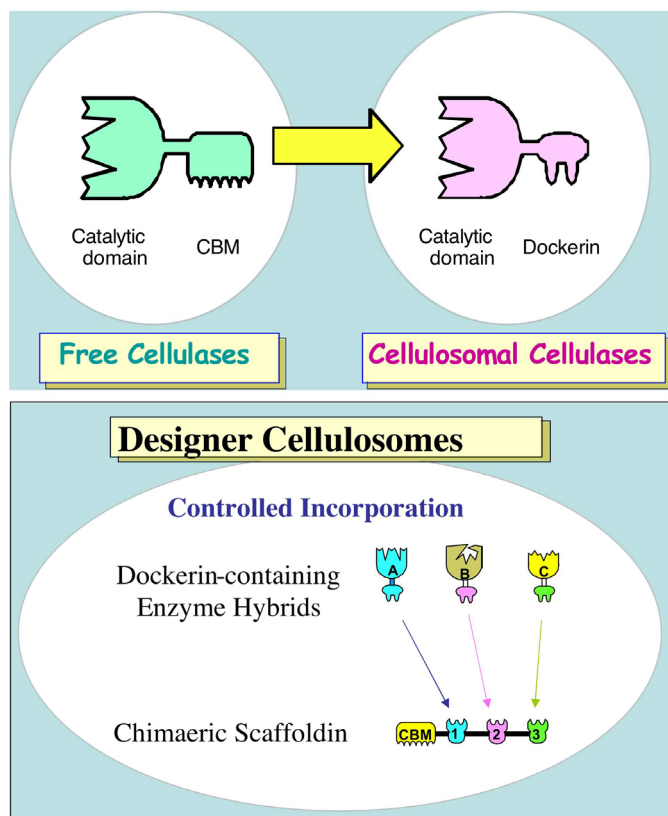 Catalytic
domain
CBM
Catalytic
domain
Dockerin
Free Cellulases
Cellulosomal Cellulases
Designer Cellulosomes
Controlled Incorporation
Dockerin-containing
Enzyme Hybrids
A
B
C
Chimaeric Scaffoldin
CBM
1
2
3